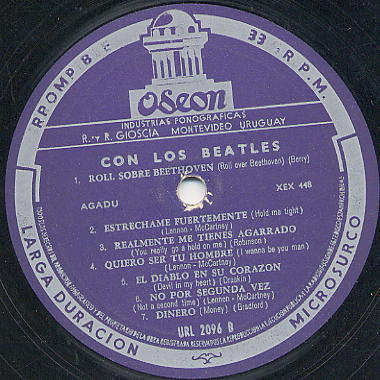 RPOMP B E 33 ⅓ R.P.M.
Odeon
INDUSTRIAS FONOGRAFICAS
R. y R. GIOSCIA MONTEVIDEO URUGUAY
CON LOS BEATLES
1. ROLL SOBRE BEETHOVEN (Roll over Beethoven) (Berry)
AGADU XEX 448
2. ESTRECHAME FUERTEMENTE (Hold me tight)
(Lennon - McCartney)
3. REALMENTE ME TIENES AGARRADO
(You really go a hold on me) (Robinson)
4. QUIERO SER TU HOMBRE (I wanna be you man)
(Lennon - McCartney)
5. EL DIABLO EN SU CORAZON
(Devil in my heart) (Draskin)
6. NO POR SEGUNDA VEZ
(Not a second time) (Lennon - McCartney)
7. DINERO (Money) (Bradford)
URL 2096 B
LARGA DURACION
MICROSURCO